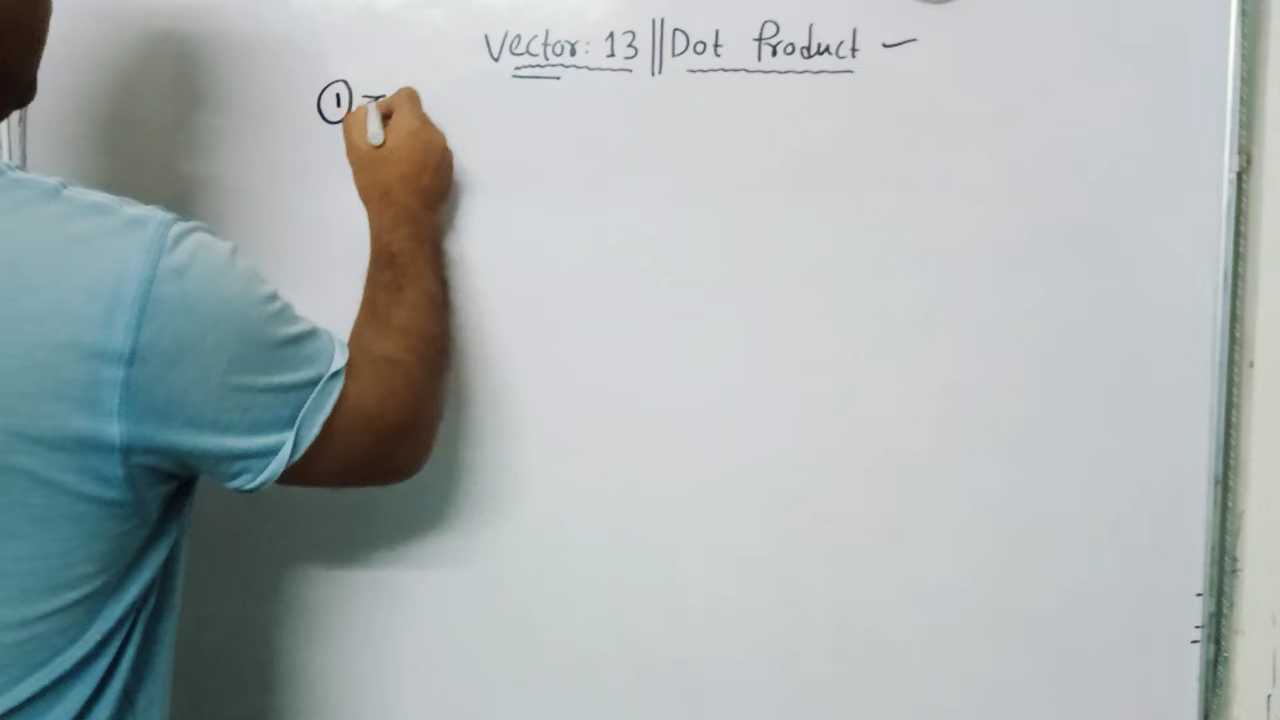 Vector: 13 || Dot Product -
①